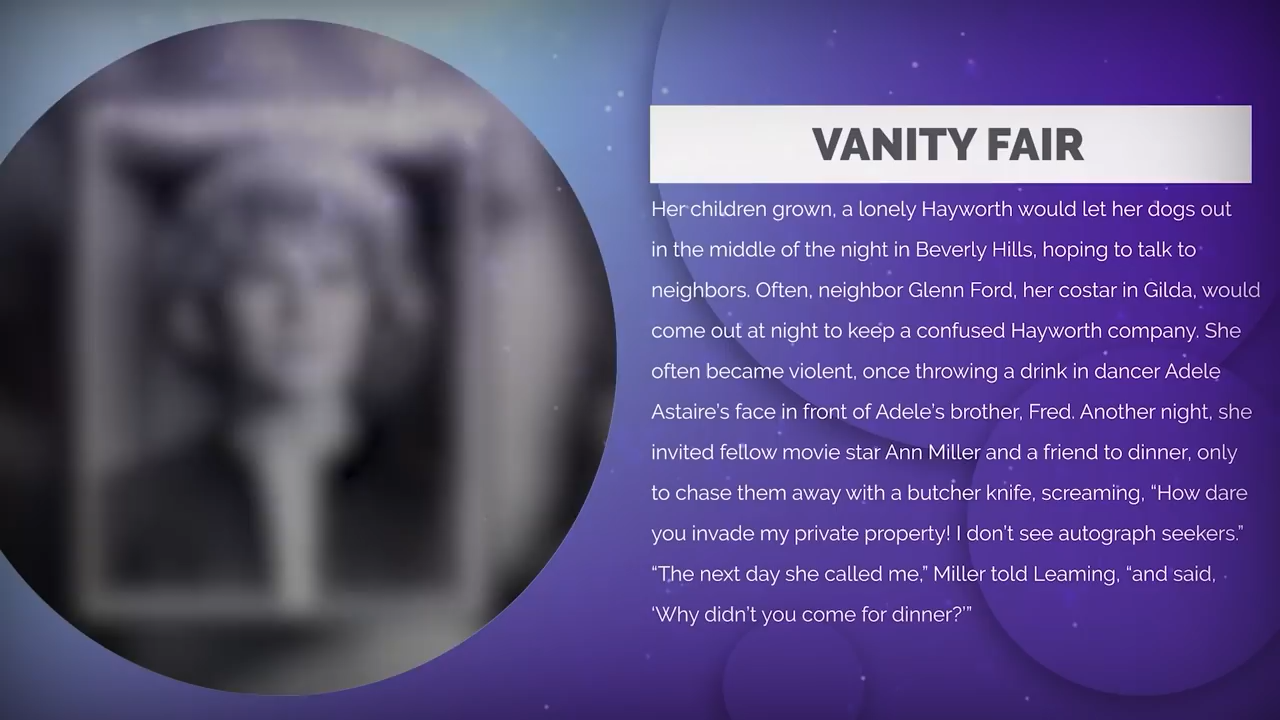 VANITY FAIR
Her children grown, a lonely Hayworth would let her dogs out
in the middle of the night in Beverly Hills, hoping to talk to
neighbors. Often, neighbor Glenn Ford, her costar in Gilda, would
come out at night to keep a confused Hayworth company. She
often became violent, once throwing a drink in dancer Adele
Astaire’s face in front of Adele’s brother, Fred. Another night, she
invited fellow movie star Ann Miller and a friend to dinner, only
to chase them away with a butcher knife, screaming, “How dare
you invade my private property! I don’t see autograph seekers.”
“The next day she called me,” Miller told Leaming, “and said,
‘Why didn’t you come for dinner?’”